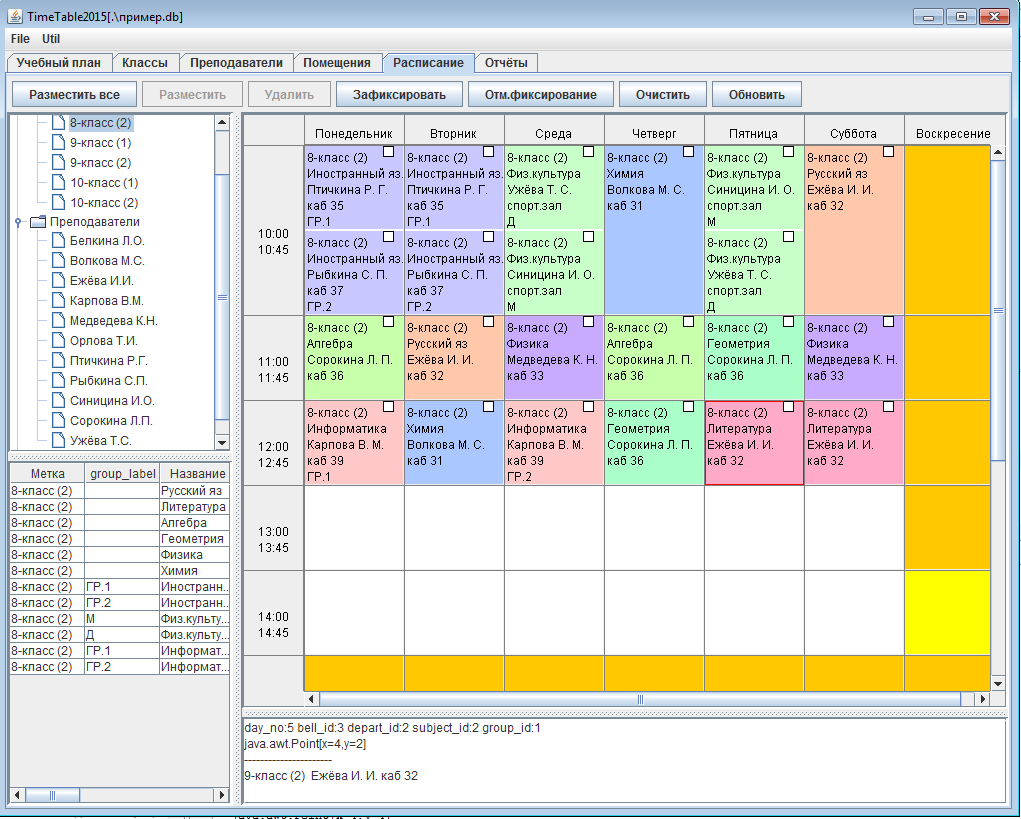 TimeTable2015[.\пример.db]
File Util
Учебный план Классы Преподаватели Помещения Расписание Отчёты
Разместить все Разместить Удалить Зафиксировать Отм.фиксирование Очистить Обновить
8-класс (2)
9-класс (1)
9-класс (2)
10-класс (1)
10-класс (2)
Преподаватели
Белкина Л.О.
Волкова М.С.
Ежёва И.И.
Карпова В.М.
Медведева К.Н.
Орлова Т.И.
Птичкина Р.Г.
Рыбкина С.П.
Синицина И.О.
Сорокина Л.П.
Ужёва Т.С.
Метка group_label Название
8-класс (2) Русский яз
8-класс (2) Литература
8-класс (2) Алгебра
8-класс (2) Геометрия
8-класс (2) Физика
8-класс (2) Химия
8-класс (2) ГР.1 Иностранн...
8-класс (2) ГР.2 Иностранн...
8-класс (2) М Физ.культу...
8-класс (2) Д Физ.культу...
8-класс (2) ГР.1 Информат...
8-класс (2) ГР.2 Информат...
Понедельник Вторник Среда Четверг Пятница Суббота Воскресение
10:00
10:45
8-класс (2)
Иностранный яз.
Птичкина Р. Г.
каб 35
ГР.1
8-класс (2)
Иностранный яз.
Рыбкина С. П.
каб 37
ГР.2
8-класс (2)
Иностранный яз.
Птичкина Р. Г.
каб 35
ГР.1
8-класс (2)
Иностранный яз.
Рыбкина С. П.
каб 37
ГР.2
8-класс (2)
Физ.культура
Ужёва Т. С.
спорт.зал
Д
8-класс (2)
Физ.культура
Синицина И. О.
спорт.зал
М
8-класс (2)
Химия
Волкова М. С.
каб 31
8-класс (2)
Физ.культура
Синицина И. О.
спорт.зал
М
8-класс (2)
Физ.культура
Ужёва Т. С.
спорт.зал
Д
8-класс (2)
Русский яз
Ежёва И. И.
каб 32
11:00
11:45
8-класс (2)
Алгебра
Сорокина Л. П.
каб 36
8-класс (2)
Русский яз
Ежёва И. И.
каб 32
8-класс (2)
Физика
Медведева К. Н.
каб 33
8-класс (2)
Алгебра
Сорокина Л. П.
каб 36
8-класс (2)
Геометрия
Сорокина Л. П.
каб 36
8-класс (2)
Физика
Медведева К. Н.
каб 33
12:00
12:45
8-класс (2)
Информатика
Карпова В. М.
каб 39
ГР.1
8-класс (2)
Химия
Волкова М. С.
каб 31
8-класс (2)
Информатика
Карпова В. М.
каб 39
ГР.2
8-класс (2)
Геометрия
Сорокина Л. П.
каб 36
8-класс (2)
Литература
Ежёва И. И.
каб 32
8-класс (2)
Литература
Ежёва И. И.
каб 32
13:00
13:45
14:00
14:45
day_no:5 bell_id:3 depart_id:2 subject_id:2 group_id:1
java.awt.Point[x=4,y=2]
----------------------
9-класс (2) Ежёва И. И. каб 32